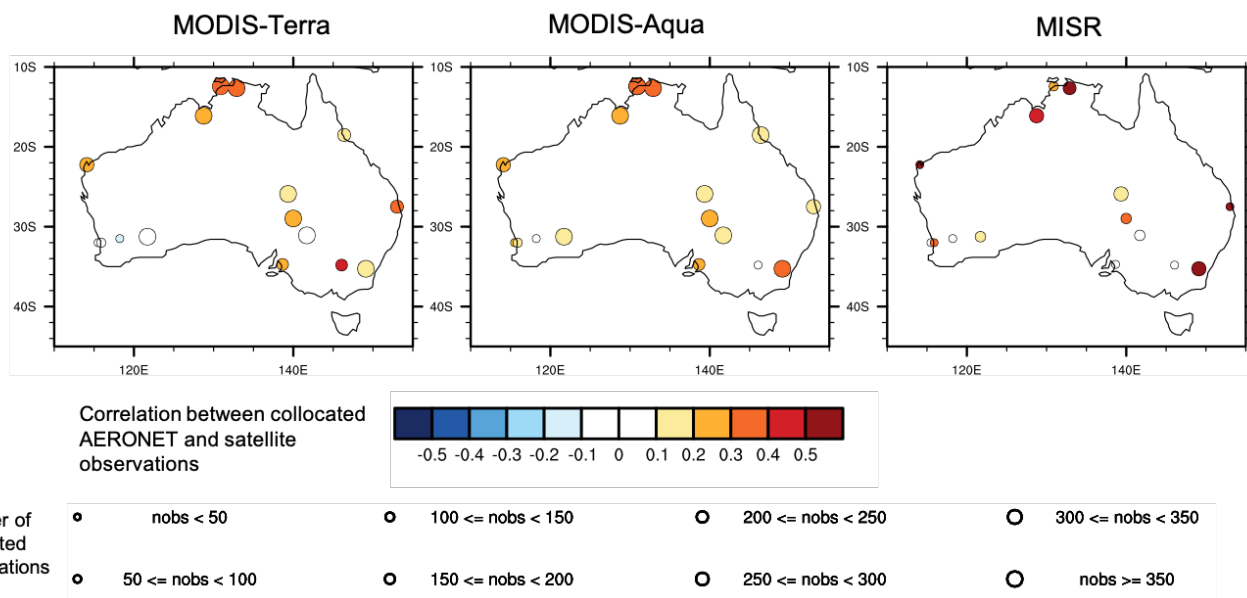 MODIS-Terra
MODIS-Aqua
MISR
10S
20S
30S
40S
120E
140E
10S
20S
30S
40S
120E
140E
10S
20S
30S
40S
120E
140E
Correlation between collocated
AERONET and satellite
observations
-0.5 -0.4 -0.3 -0.2 -0.1 0 0.1 0.2 0.3 0.4 0.5
nobs < 50
100 <= nobs < 150
200 <= nobs < 250
300 <= nobs < 350
50 <= nobs < 100
150 <= nobs < 200
250 <= nobs < 300
nobs >= 350
er of
ted
ations